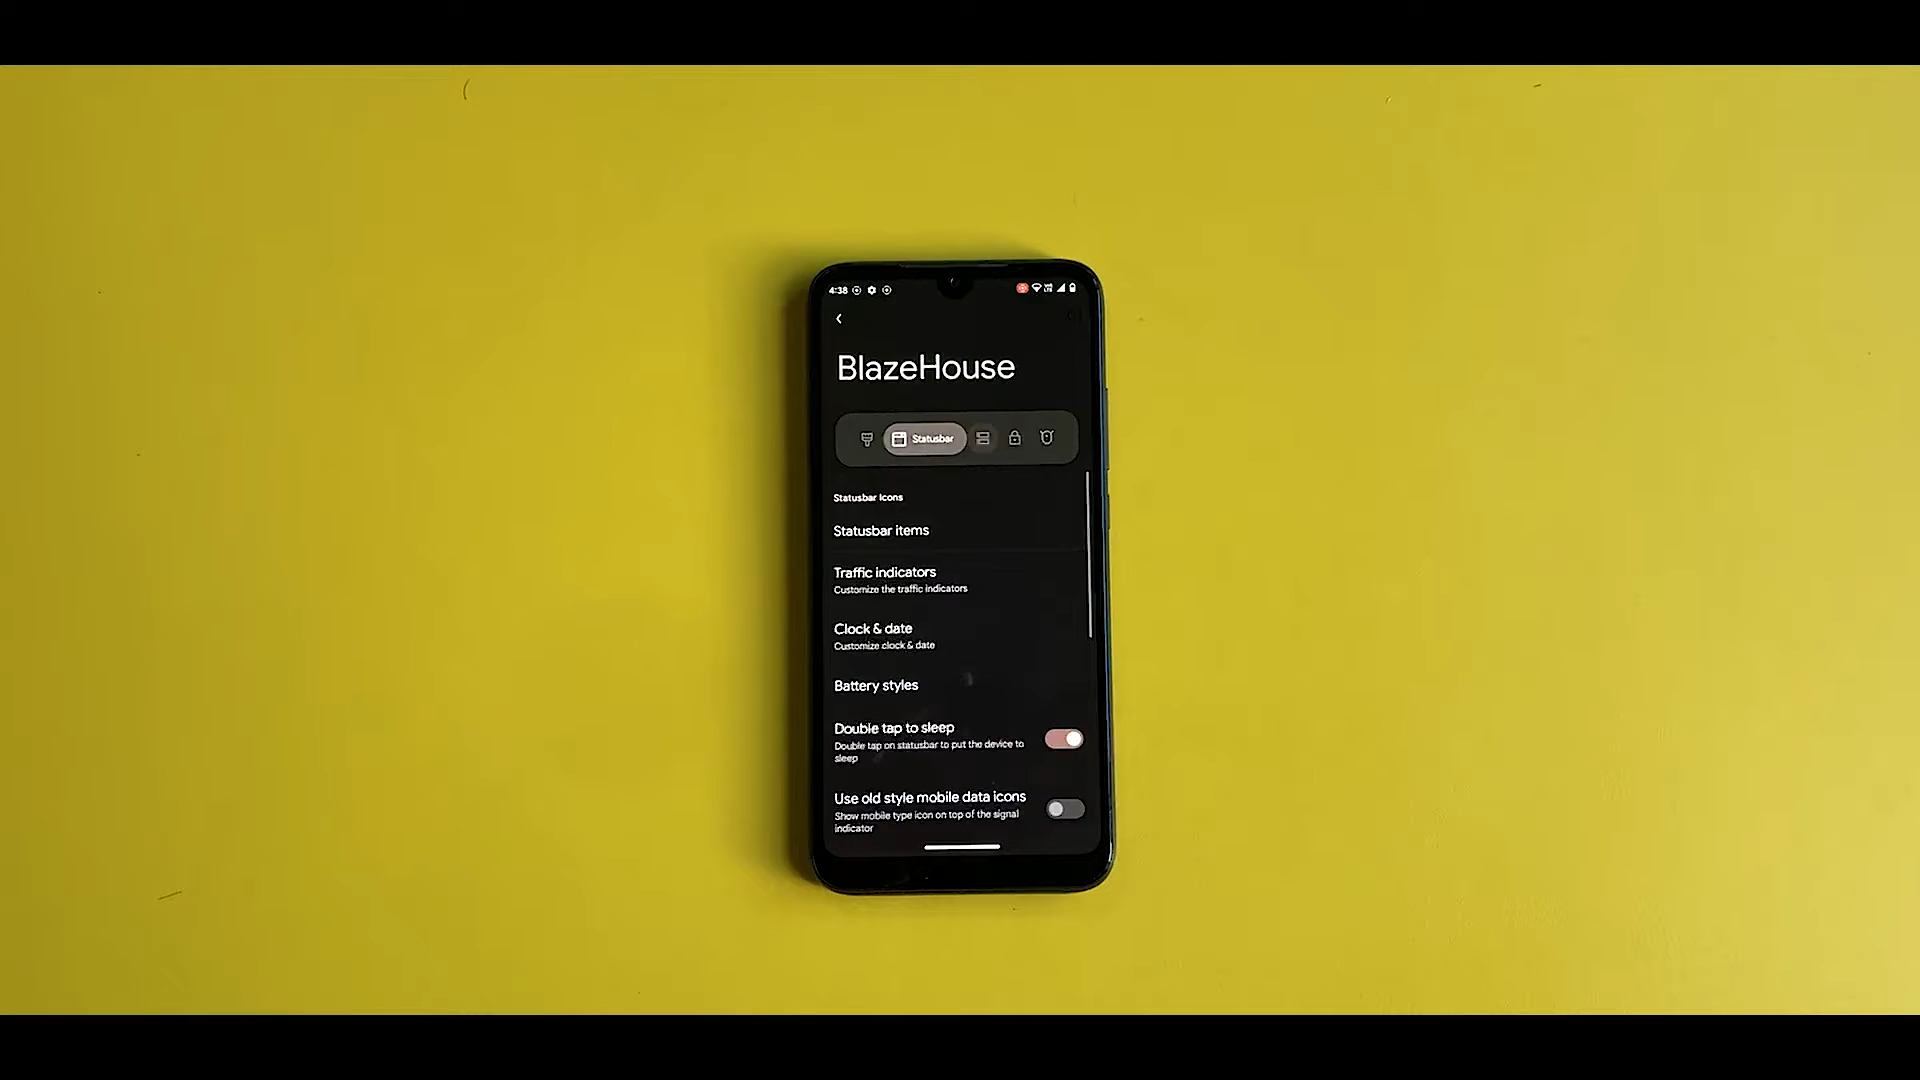 4:38
BlazeHouse
Statusbar
Statusbar icons
Statusbar items
Traffic indicators
Customize the traffic indicators
Clock & date
Customize clock & date
Battery styles
Double tap to sleep
Double tap on statusbar to put the device to
sleep
Use old style mobile data icons
Show mobile type icon on top of the signal
indicator